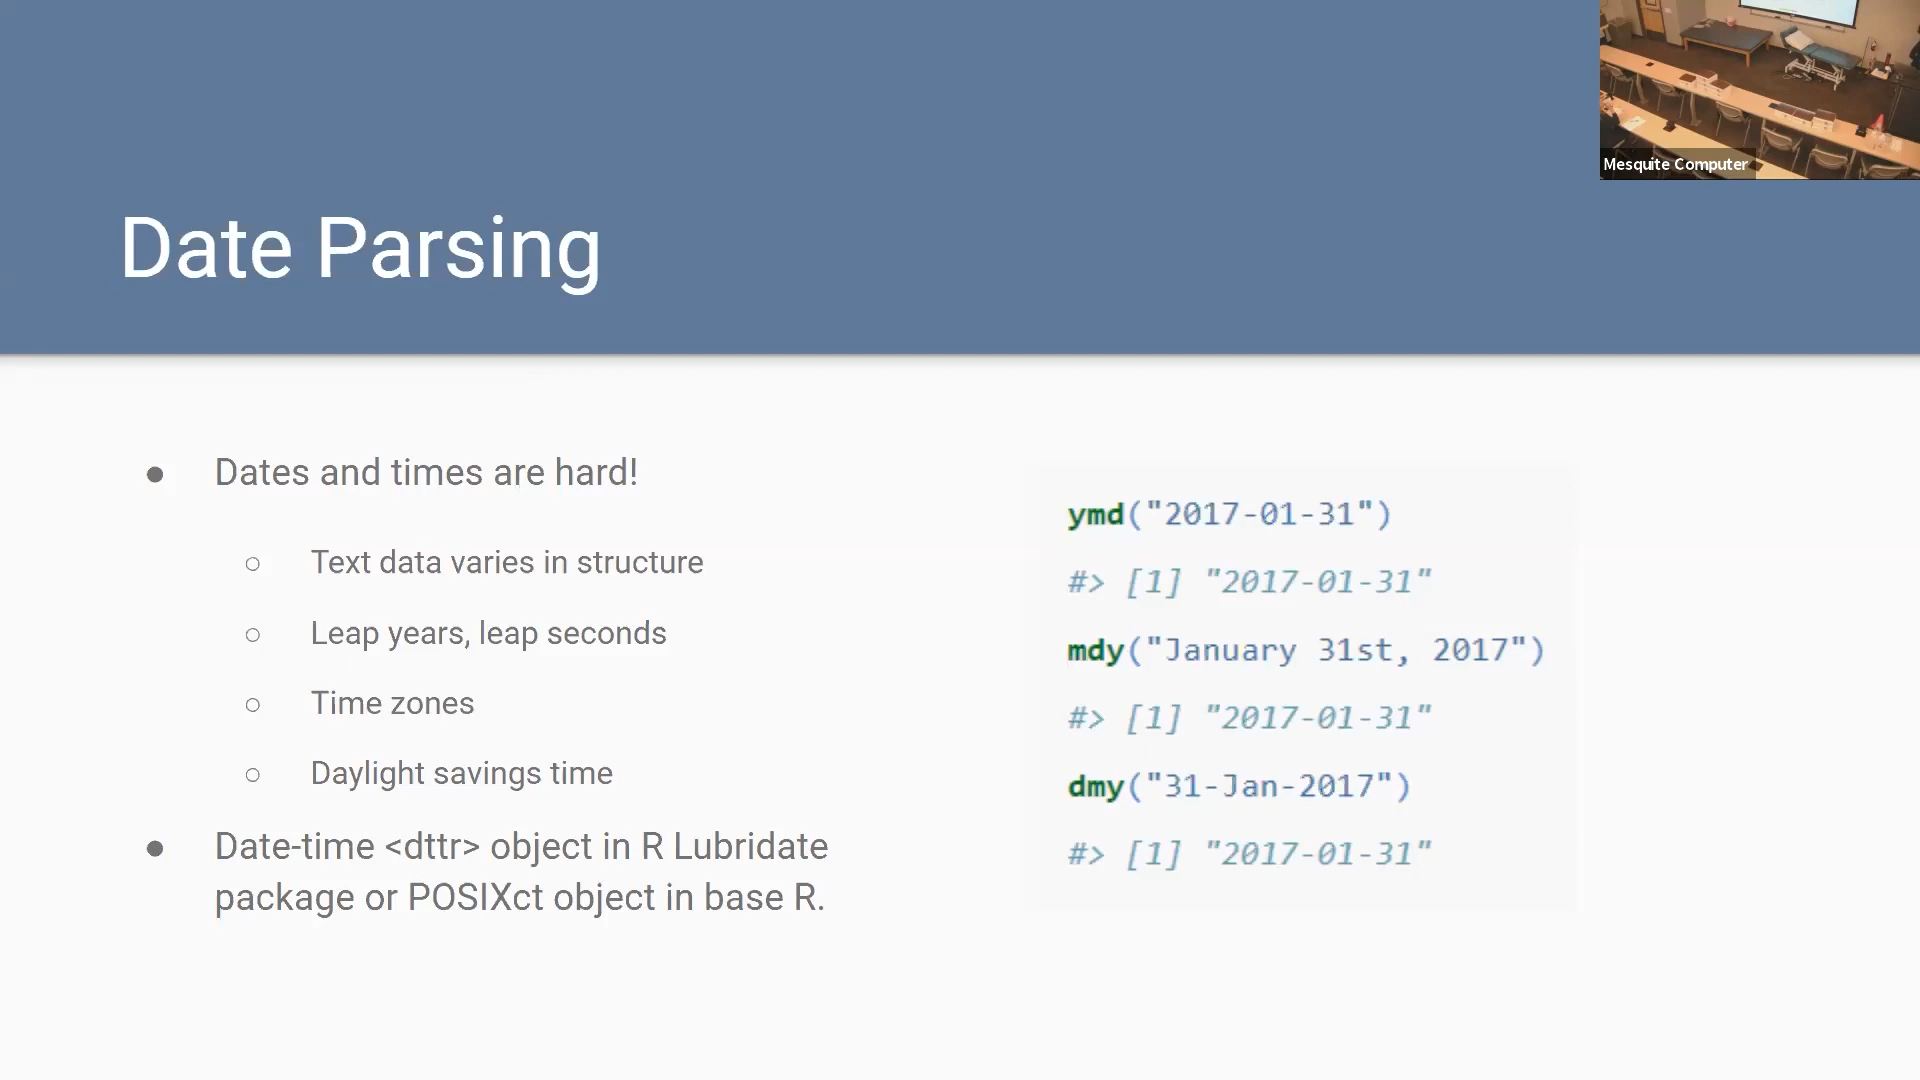 Mesquite Computer
Date Parsing
● Dates and times are hard!
○ Text data varies in structure
○ Leap years, leap seconds
○ Time zones
○ Daylight savings time
● Date-time <dttr> object in R Lubridate
package or POSIXct object in base R.
ymd("2017-01-31")
#> [1] "2017-01-31"
mdy("January 31st, 2017")
#> [1] "2017-01-31"
dmy("31-Jan-2017")
#> [1] "2017-01-31"